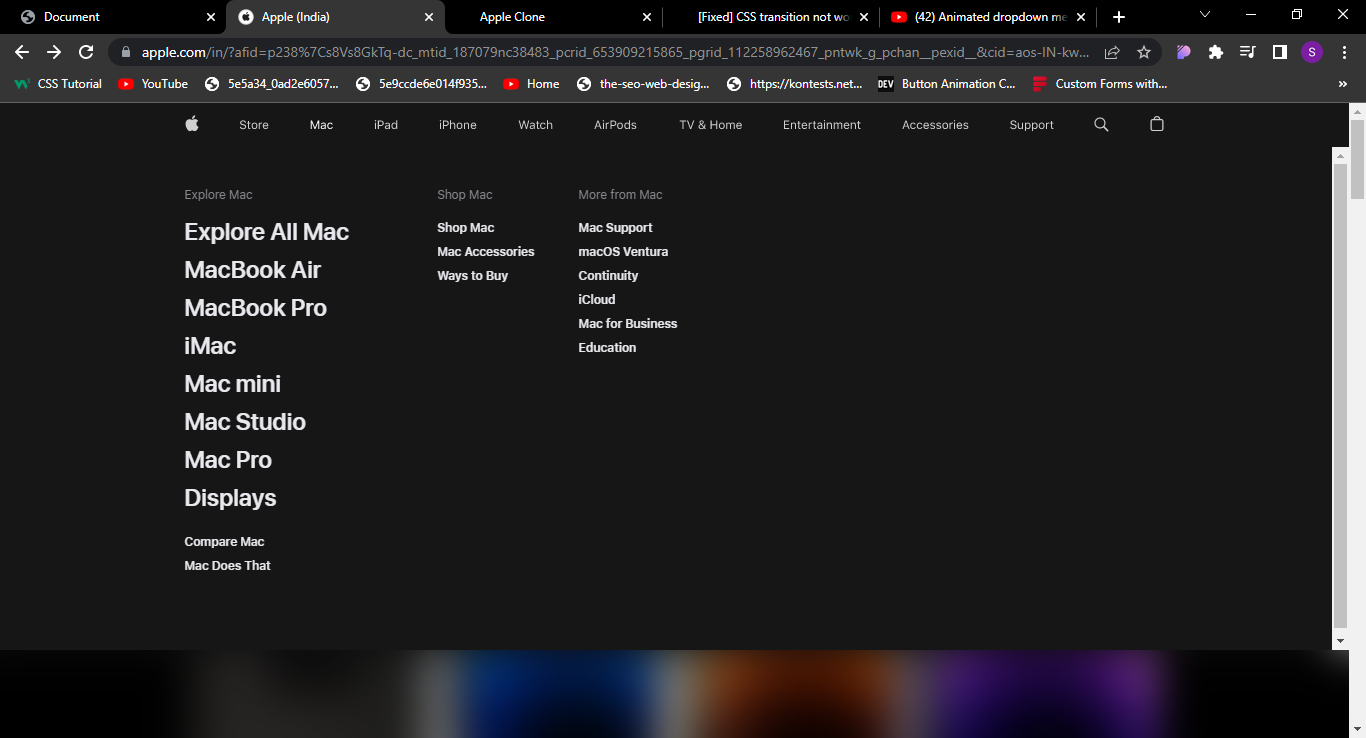 Document
Apple (India)
Apple Clone
[Fixed] CSS transition not wo
(42) Animated dropdown me
apple.com/in/?afid=p238%7Cs8Vs8GkTq-dc_mtid_187079nc38483_pcrid_653909215865_pgrid_112258962467_pntwk_g_pchan__pexid__&cid=aos-IN-kw...
S
CSS Tutorial
YouTube
5e5a34_0ad2e6057...
5e9ccde6e014f935...
Home
the-seo-web-desig...
https://kontests.net...
DEV
Button Animation C...
Custom Forms with...
»
Store
Mac
iPad
iPhone
Watch
AirPods
TV & Home
Entertainment
Accessories
Support
Explore Mac
Explore All Mac
MacBook Air
MacBook Pro
iMac
Mac mini
Mac Studio
Mac Pro
Displays
Compare Mac
Mac Does That
Shop Mac
Shop Mac
Mac Accessories
Ways to Buy
More from Mac
Mac Support
macOS Ventura
Continuity
iCloud
Mac for Business
Education